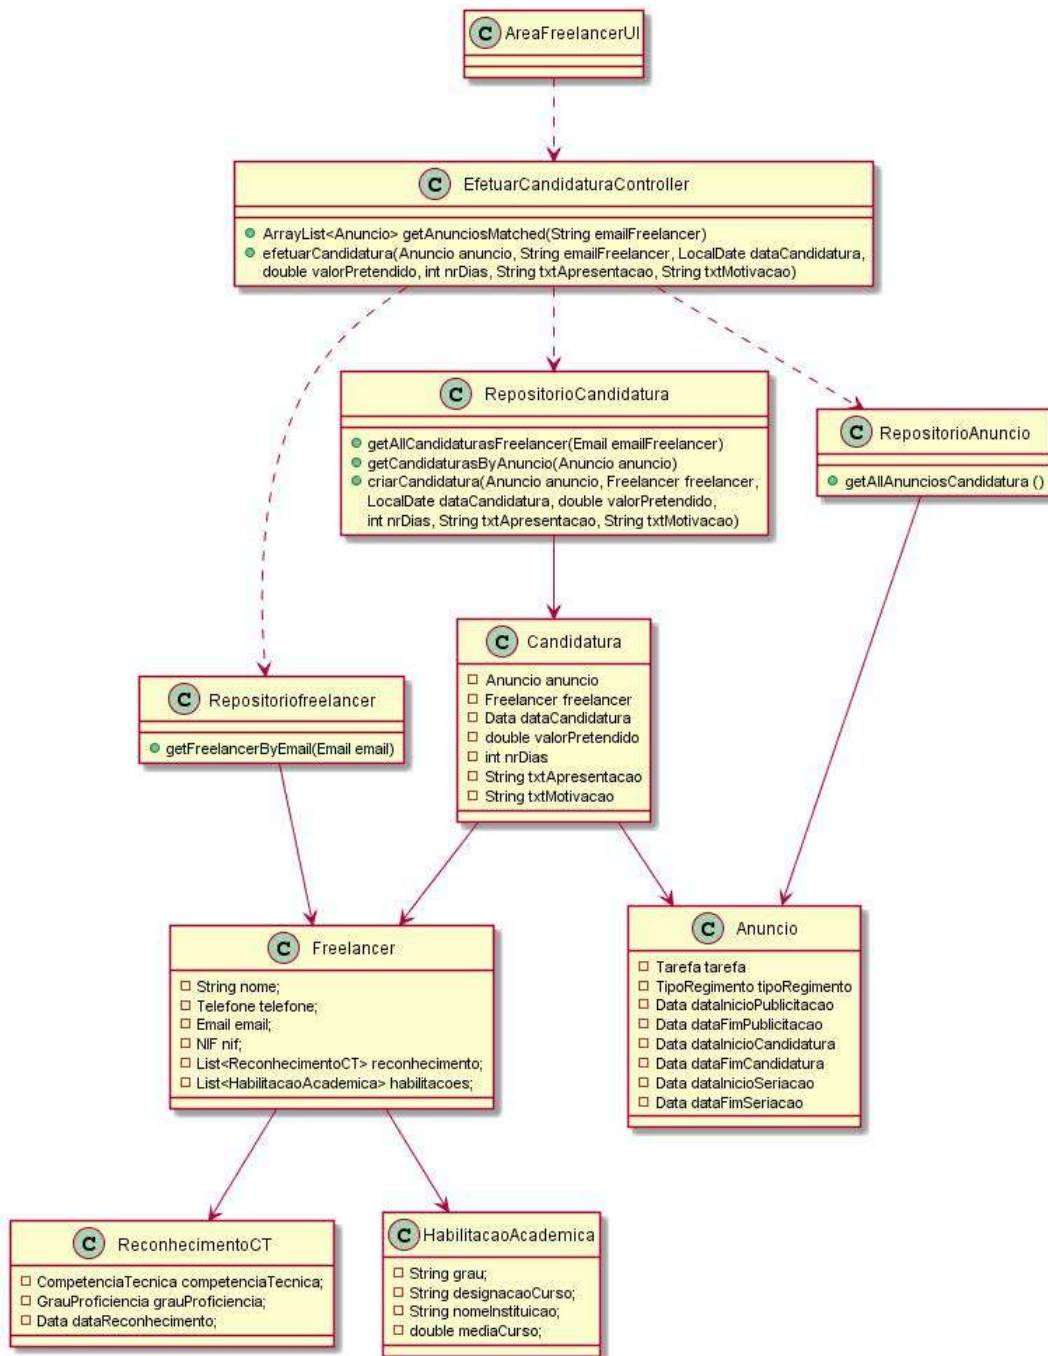 C AreaFreelancerUI
C EfetuarCandidaturaController
ArrayList<Anuncio> getAnunciosMatched(String emailFreelancer)
efetuarCandidatura(Anuncio anuncio, String emailFreelancer, LocalDate dataCandidatura,
double valorPretendido, int nrDias, String txtApresentacao, String txtMotivacao)
C RepositorioCandidatura
getAllCandidaturasFreelancer(Email emailFreelancer)
getCandidaturasByAnuncio(Anuncio anuncio)
criarCandidatura(Anuncio anuncio, Freelancer freelancer,
LocalDate dataCandidatura, double valorPretendido,
int nrDias, String txtApresentacao, String txtMotivacao)
C RepositorioAnuncio
getAllAnunciosCandidatura ()
C Repositoriofreelancer
getFreelancerByEmail(Email email)
C Candidatura
Anuncio anuncio
Freelancer freelancer
Data dataCandidatura
double valorPretendido
int nrDias
String txtApresentacao
String txtMotivacao
C Freelancer
String nome;
Telefone telefone;
Email email;
NIF nif;
List<ReconhecimentoCT> reconhecimento;
List<HabilitacaoAcademica> habilitacoes;
C Anuncio
Tarefa tarefa
TipoRegimento tipoRegimento
Data dataInicioPublicitacao
Data dataFimPublicitacao
Data dataInicioCandidatura
Data dataFimCandidatura
Data dataInicioSeriacao
Data dataFimSeriacao
C ReconhecimentoCT
CompetenciaTecnica competenciaTecnica;
GrauProficiencia grauProficiencia;
Data dataReconhecimento;
C HabilitacaoAcademica
String grau;
String designacaoCurso;
String nomeInstituicao;
double mediaCurso;